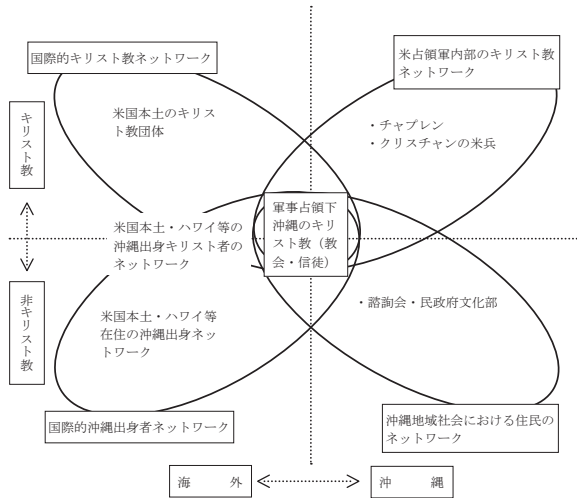 国際的キリスト教ネットワーク
米占領軍内部のキリスト教
ネットワーク
キリスト教
米国本土のキリス
ト教団体
・チャプレン
・クリスチャンの米兵
軍事占領下
沖縄のキリ
スト教（教
会・信徒）
米国本土・ハワイ等の
沖縄出身キリスト者の
ネットワーク
非キリスト教
米国本土・ハワイ等
在住の沖縄出身ネッ
トワーク
・諮詢会・民政府文化部
国際的沖縄出身者ネットワーク
沖縄地域社会における住民の
ネットワーク
海　外
沖　縄